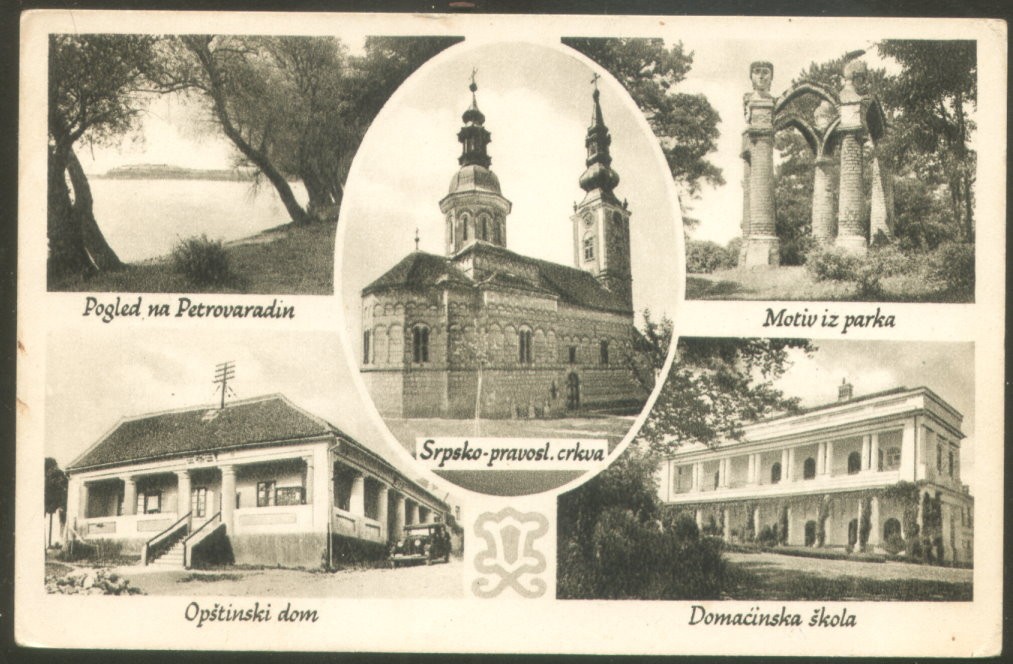 Pogled na Petrovaradin
Motiv iz parka
Srpsko-pravosl. crkva
Opštinski dom
Domaćinska škola